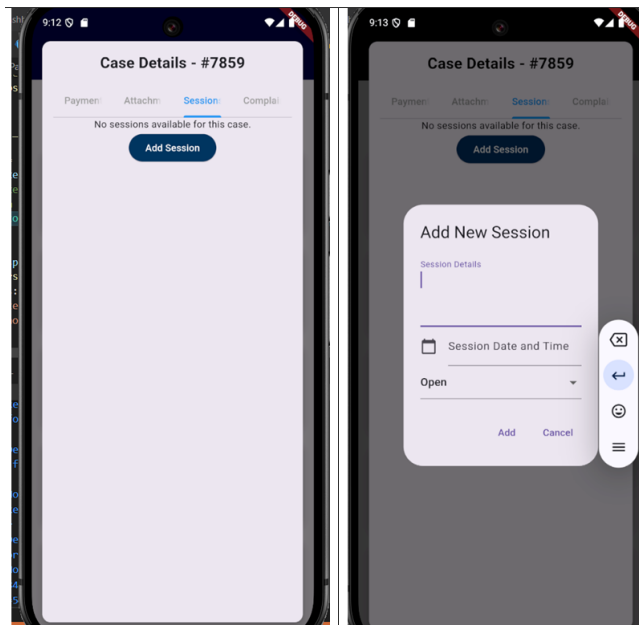 9:12
DEBUG
Case Details - #7859
Paymen Attachm Session Complai
No sessions available for this case.
Add Session
9:13
DEBUG
Case Details - #7859
Paymen Attachm Session Complai
No sessions available for this case.
Add Session
Add New Session
Session Details
Session Date and Time
Open
Add Cancel